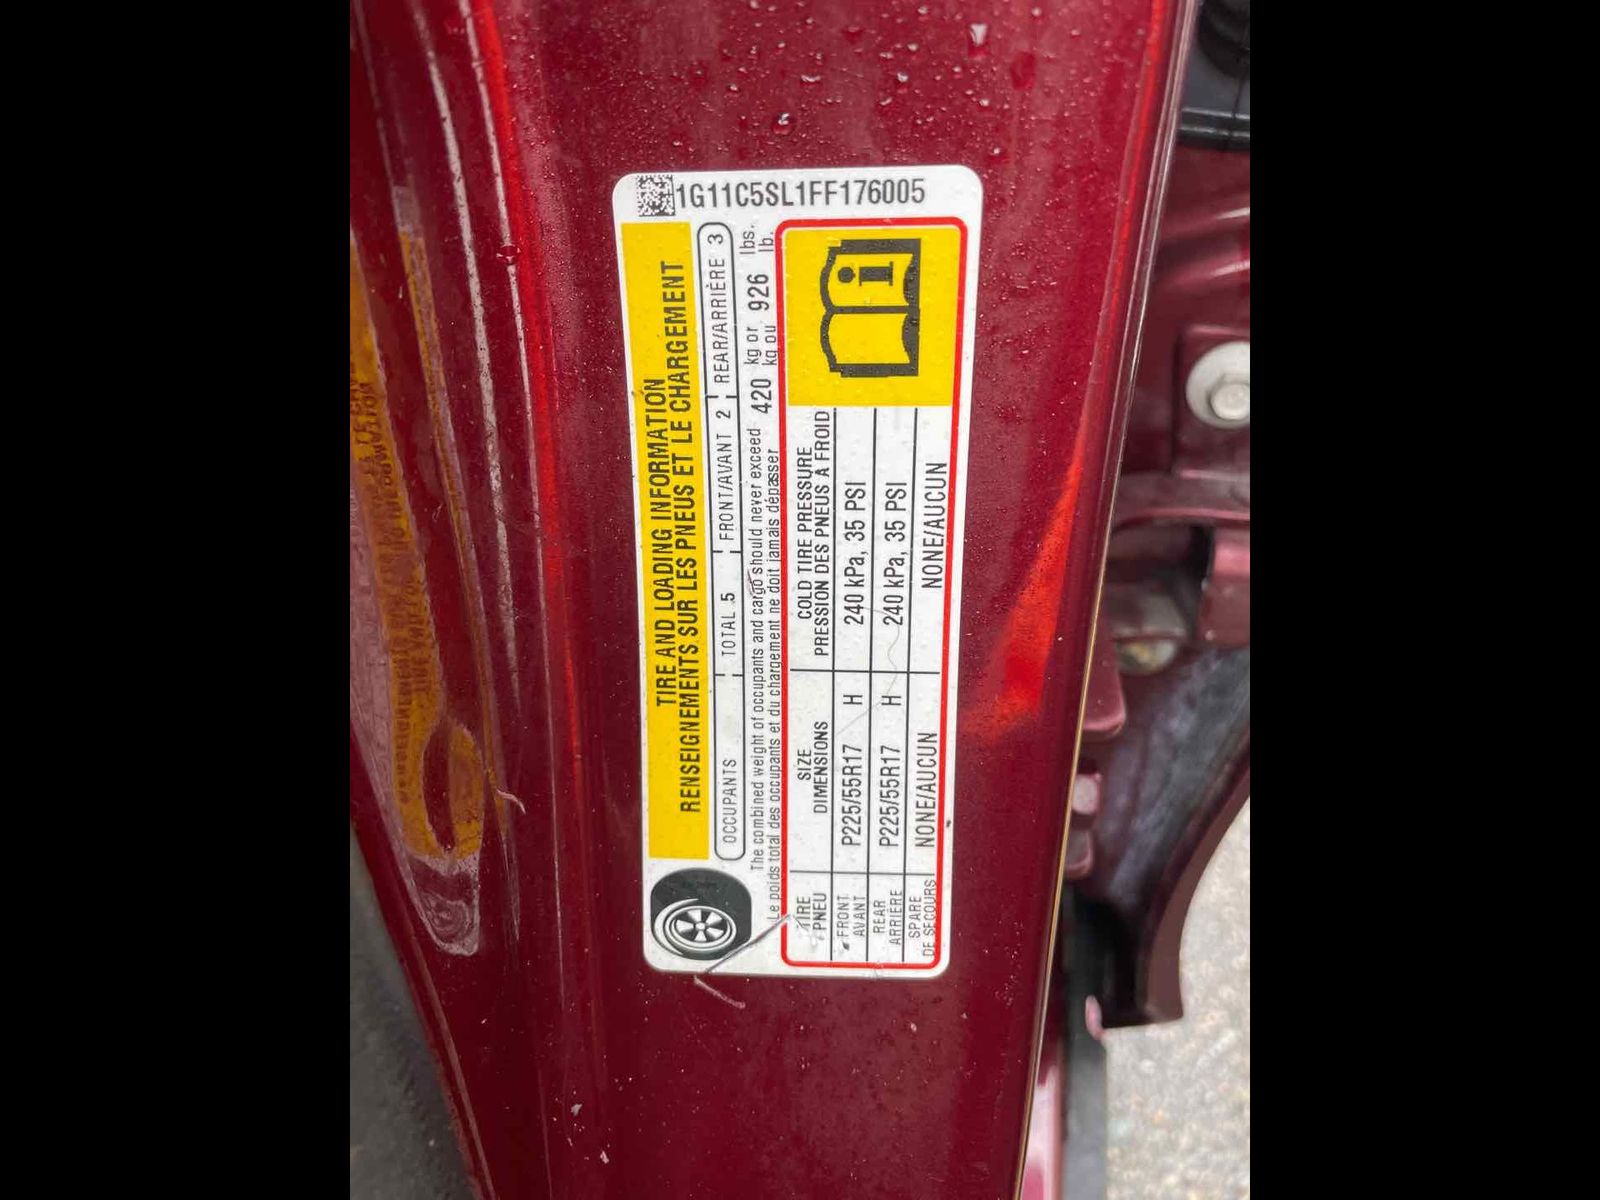 1G11C5SL1FF176005
TIRE AND LOADING INFORMATION
RENSEIGNEMENTS SUR LES PNEUS ET LE CHARGEMENT
OCCUPANTS TOTAL 5 FRONT/AVANT 2 REAR/ARRIÈRE 3
The combined weight of occupants and cargo should never exceed 420 kg or 926 lbs.
Le poids total des occupants et du chargement ne doit jamais dépasser kg ou lb.
TIRE SIZE COLD TIRE PRESSURE
PNEU DIMENSIONS PRESSION DES PNEUS À FROID
FRONT
AVANT P225/55R17 H 240 kPa, 35 PSI
REAR
ARRIÈRE P225/55R17 H 240 kPa, 35 PSI
SPARE
DE SECOURS NONE/AUCUN NONE/AUCUN